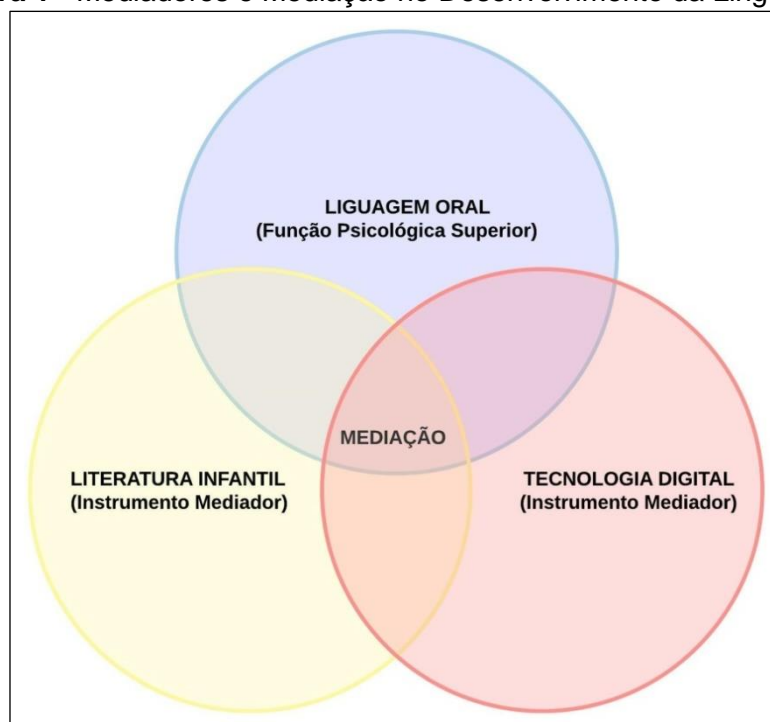 Mediadores e Mediação no Desenvolvimento da
LIGUAGEM ORAL
(Função Psicológica Superior)
MEDIAÇÃO
LITERATURA INFANTIL
(Instrumento Mediador)
TECNOLOGIA DIGITAL
(Instrumento Mediador)